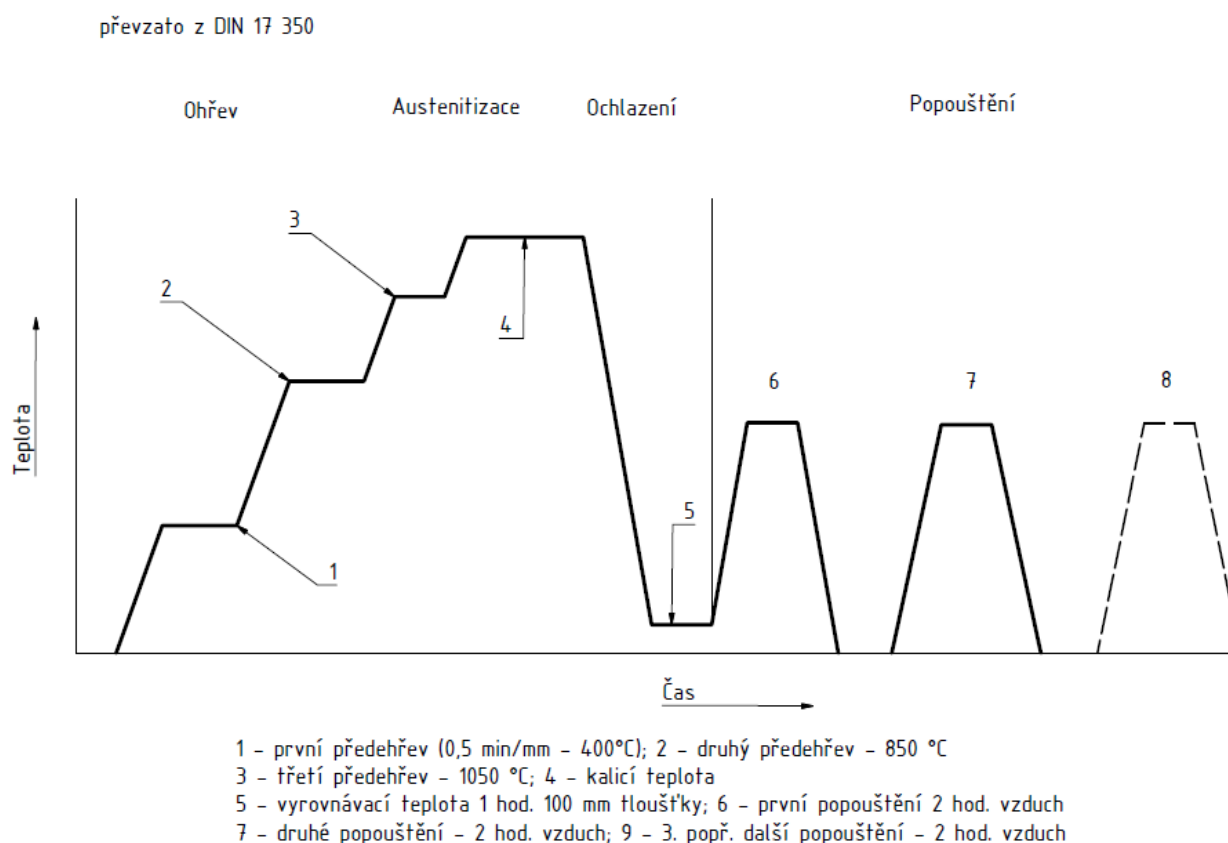 převzato z DIN 17 350
Ohřev
Austenitizace
Ochlazení
Popouštění
3
2
4
6
7
8
Teplota
5
1
Čas
1 – první předehřev (0,5 min/mm – 400°C); 2 – druhý předehřev – 850 °C
3 – třetí předehřev – 1050 °C; 4 – kalicí teplota
5 – vyrovnávací teplota 1 hod. 100 mm tloušťky; 6 – první popouštění 2 hod. vzduch
7 – druhé popouštění – 2 hod. vzduch; 9 – 3. popř. další popouštění – 2 hod. vzduch